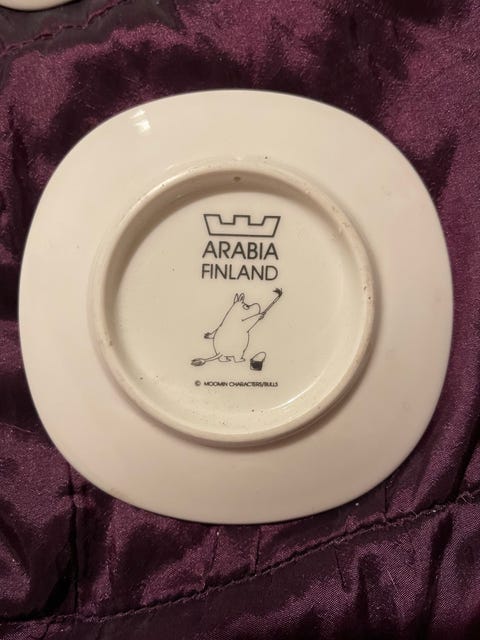 ARABIA
FINLAND
© MOOMIN CHARACTERS/BULLS